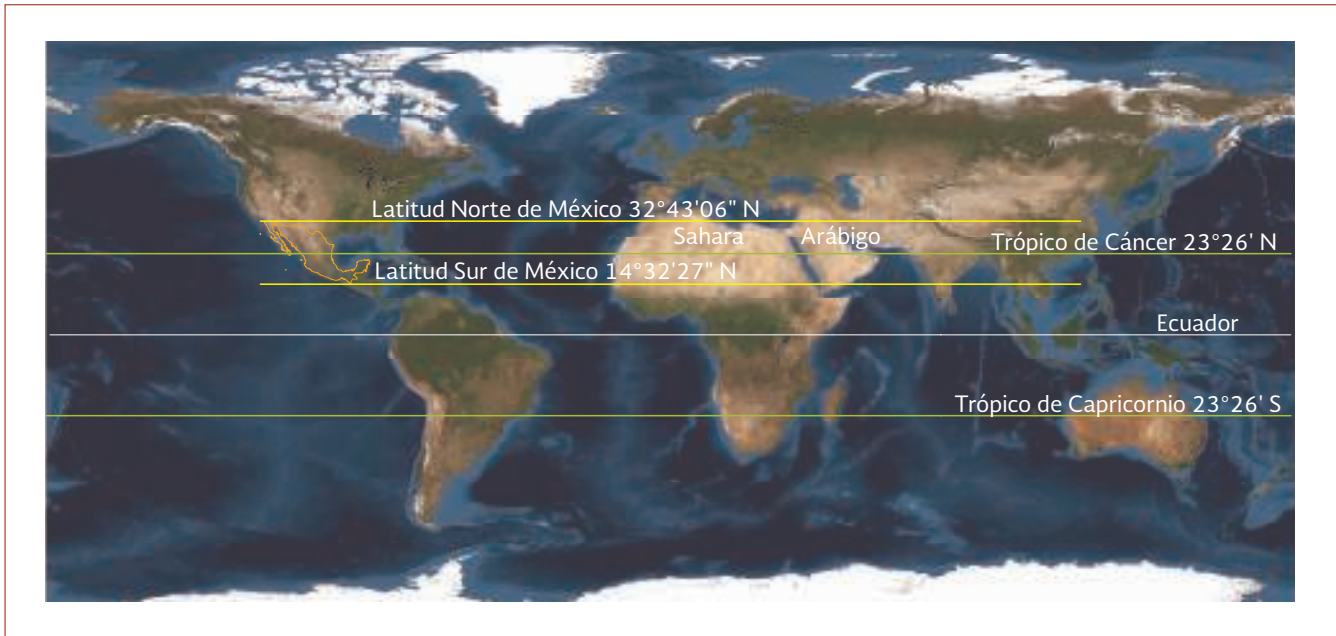 Latitud Norte de México 32°43'06" N
Sahara
Arábigo
Trópico de Cáncer 23°26' N
Latitud Sur de México 14°32'27" N
Ecuador
Trópico de Capricornio 23°26' S